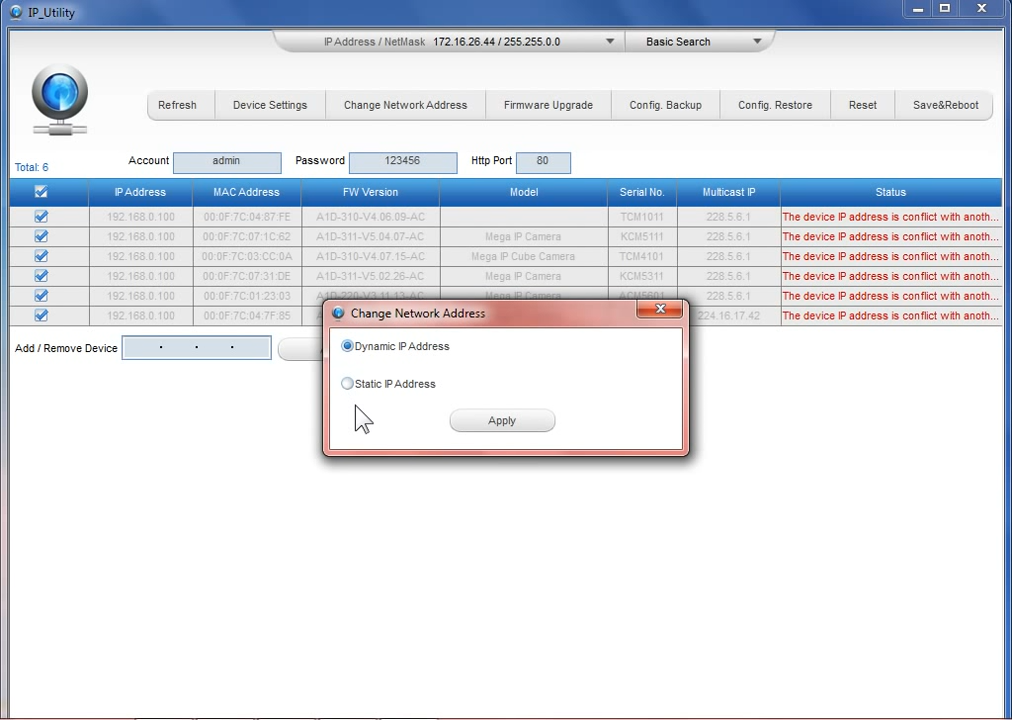 IP_Utility
IP Address / NetMask 172.16.26.44 / 255.255.0.0 Basic Search
Refresh Device Settings Change Network Address Firmware Upgrade Config. Backup Config. Restore Reset Save&Reboot
Total: 6 Account admin Password 123456 Http Port 80
IP Address MAC Address FW Version Model Serial No. Multicast IP Status
192.168.0.100 00:0F:7C:04:87:FE A1D-310-V4.06.09-AC TCM1011 228.5.6.1 The device IP address is conflict with anoth...
192.168.0.100 00:0F:7C:07:1C:62 A1D-311-V5.04.07-AC Mega IP Camera KCM5111 228.5.6.1 The device IP address is conflict with anoth...
192.168.0.100 00:0F:7C:03:CC:0A A1D-310-V4.07.15-AC Mega IP Cube Camera TCM4101 228.5.6.1 The device IP address is conflict with anoth...
192.168.0.100 00:0F:7C:07:31:DE A1D-311-V5.02.26-AC Mega IP Camera KCM5311 228.5.6.1 The device IP address is conflict with anoth...
192.168.0.100 00:0F:7C:01:23:03 A1D-220-V3.11.13-AC Mega IP Camera ACM5601 228.5.6.1 The device IP address is conflict with anoth...
192.168.0.100 00:0F:7C:04:7F:85 224.16.17.42 The device IP address is conflict with anoth...
Add / Remove Device . . .
Change Network Address
Dynamic IP Address
Static IP Address
Apply